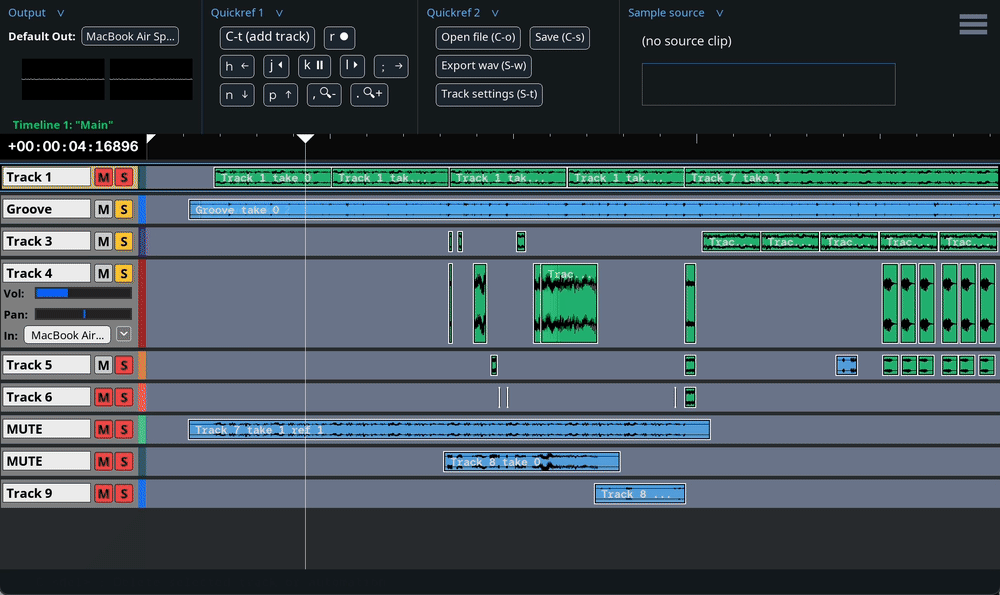 Output ∨
Quickref 1 ∨
Quickref 2 ∨
Sample source ∨
Default Out: MacBook Air Sp...
C-t (add track) r ●
Open file (C-o) Save (C-s)
(no source clip)
h ← j k l ; →
Export wav (S-w)
n ↓ p ↑ , - . +
Track settings (S-t)
Timeline 1: "Main"
+00:00:04:16896
Track 1 M S Track 1 take 0 Track 1 tak... Track 1 tak... Track 1 tak... Track 7 take 1
Groove M S Groove take 0
Track 3 M S Trac... Trac... Trac... Trac... Trac...
Track 4 M S Trac...
Vol:
Pan:
In: MacBook Air...
Track 5 M S
Track 6 M S
MUTE M S Track 7 take 1 ref 1
MUTE M S Track 8 take 0
Track 9 M S Track 8 ...